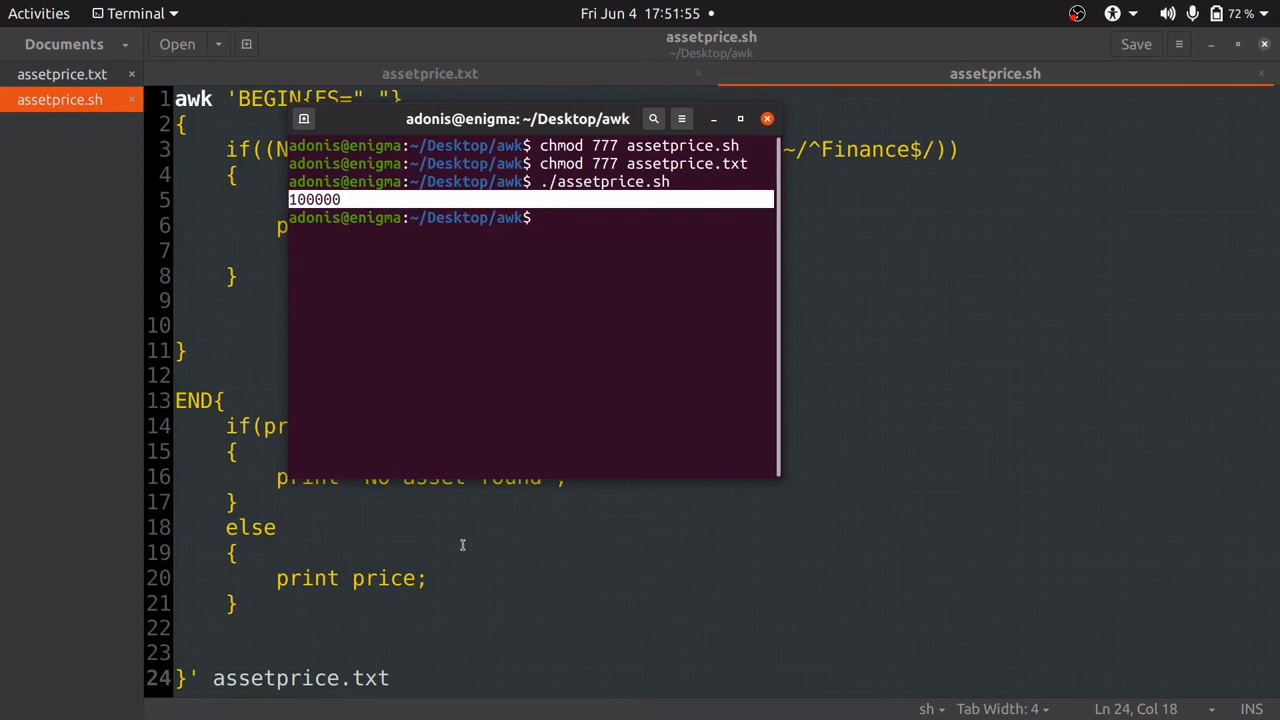 Activities
Terminal
Fri Jun 4 17:51:55
72 %
Documents
Open
assetprice.sh
~/Desktop/awk
Save
assetprice.txt
assetprice.sh
assetprice.txt
assetprice.sh
1 awk 'BEGIN{FS=" "}
2 {
3 if((N ~/^Finance$/))
4 {
5
6 p
7
8 }
9
10
11 }
12
13 END{
14 if(pr
15 {
16 print "No asset found";
17 }
18 else
19 {
20 print price;
21 }
22
23
24 }' assetprice.txt
adonis@enigma: ~/Desktop/awk
adonis@enigma:~/Desktop/awk$ chmod 777 assetprice.sh
adonis@enigma:~/Desktop/awk$ chmod 777 assetprice.txt
adonis@enigma:~/Desktop/awk$ ./assetprice.sh
100000
adonis@enigma:~/Desktop/awk$
sh
Tab Width: 4
Ln 24, Col 18
INS